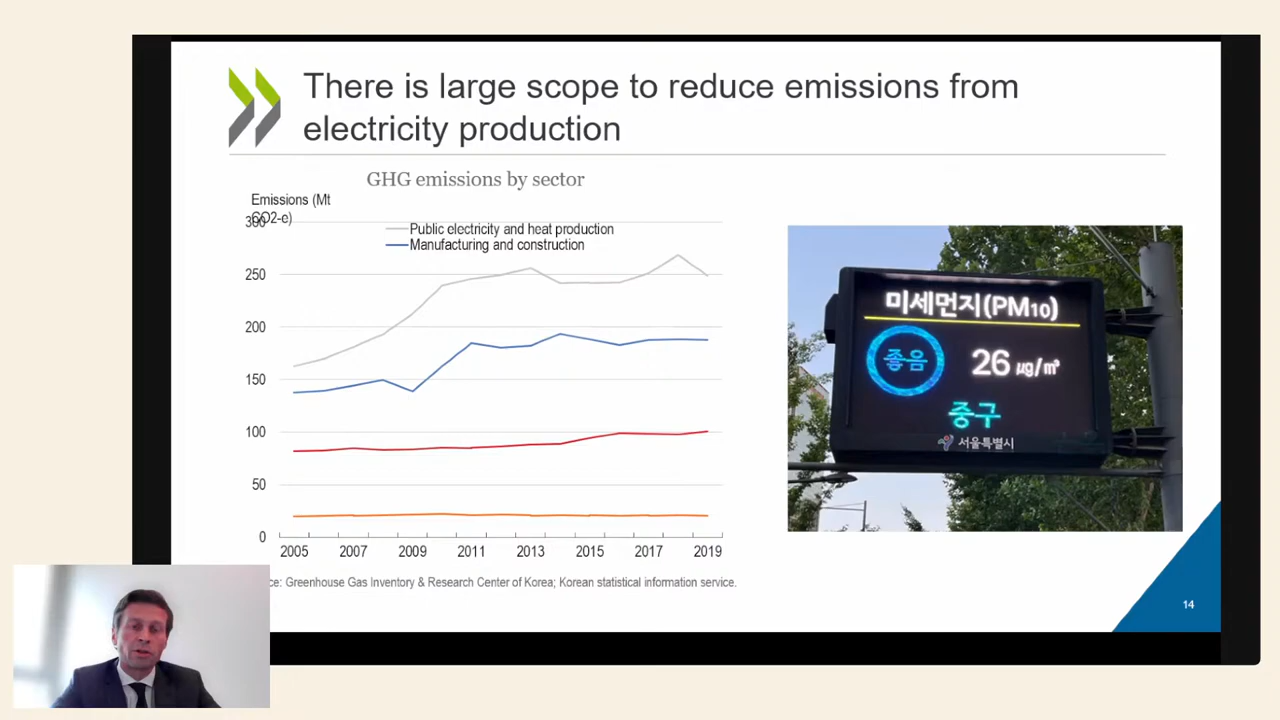 There is large scope to reduce emissions from
electricity production
GHG emissions by sector
Emissions (Mt
CO2-e)
300
Public electricity and heat production
Manufacturing and construction
250
200
150
100
50
0
2005 2007 2009 2011 2013 2015 2017 2019
ce: Greenhouse Gas Inventory & Research Center of Korea; Korean statistical information service.
미세먼지(PM10)
좋음
26 μg/m³
중구
서울특별시
14